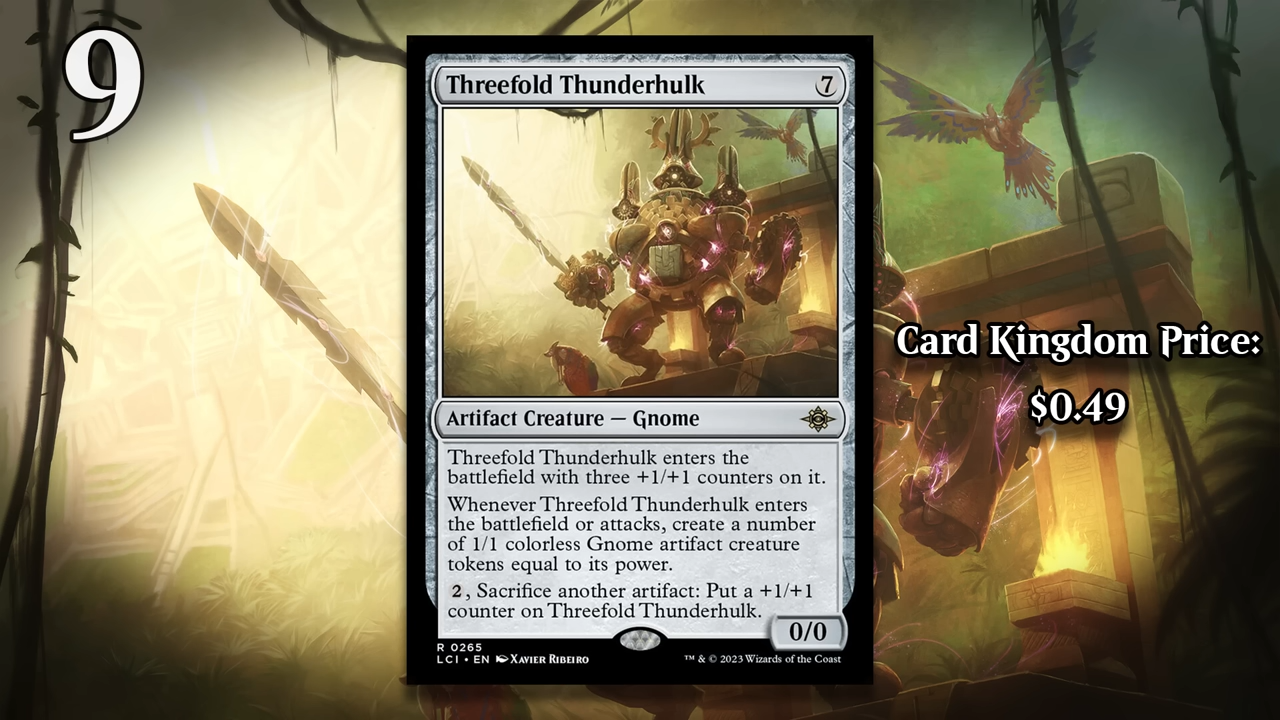 9
Threefold Thunderhulk 7
Card Kingdom Price:
$0.49
Artifact Creature — Gnome
Threefold Thunderhulk enters the
battlefield with three +1/+1 counters on it.
Whenever Threefold Thunderhulk enters
the battlefield or attacks, create a number
of 1/1 colorless Gnome artifact creature
tokens equal to its power.
2, Sacrifice another artifact: Put a +1/+1
counter on Threefold Thunderhulk.
0/0
R 0265
LCI • EN Xavier Ribeiro
™ & © 2023 Wizards of the Coast